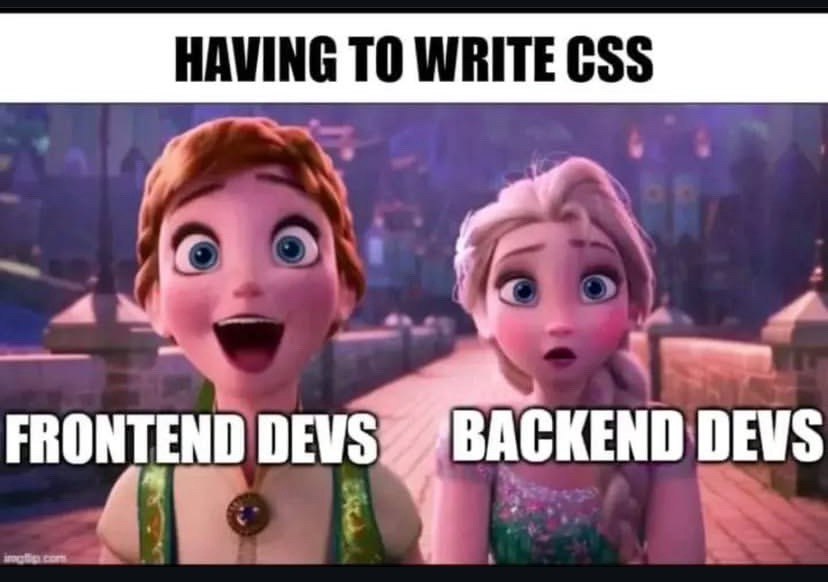 HAVING TO WRITE CSS
FRONTEND DEVS
BACKEND DEVS
imgflip.com